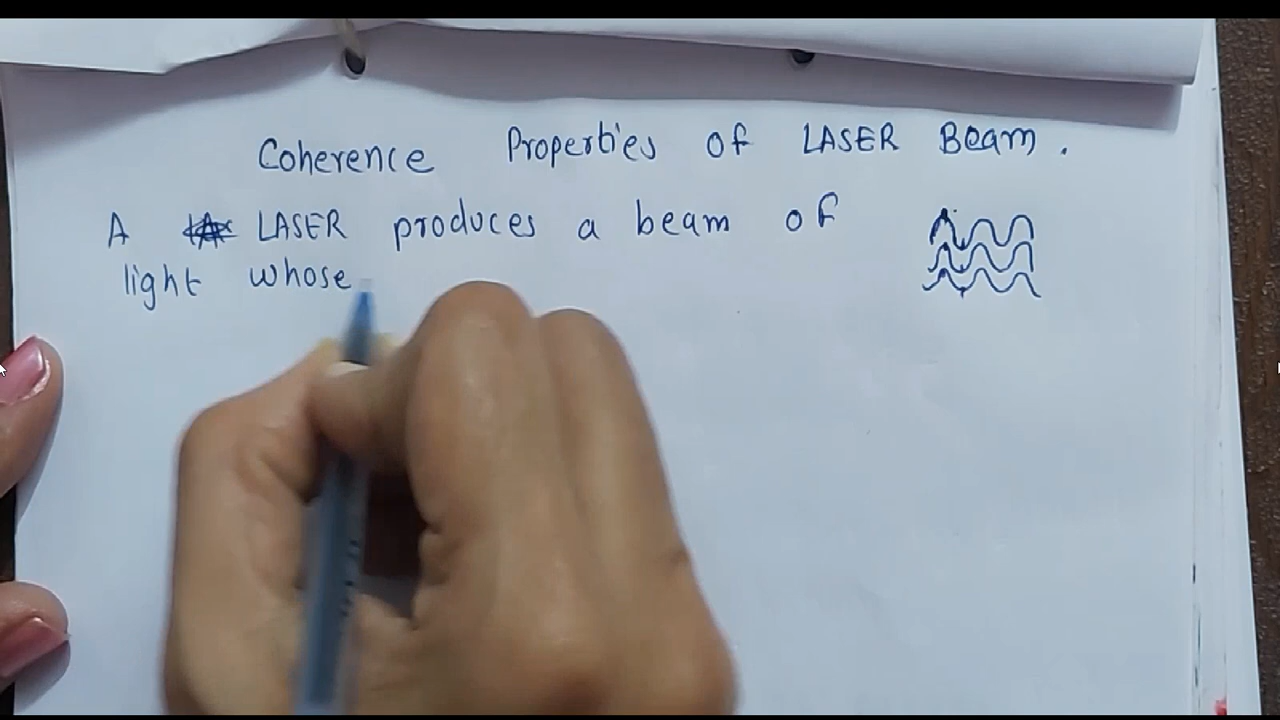 Coherence Properties of LASER Beam.
A LASER produces a beam of
light whose